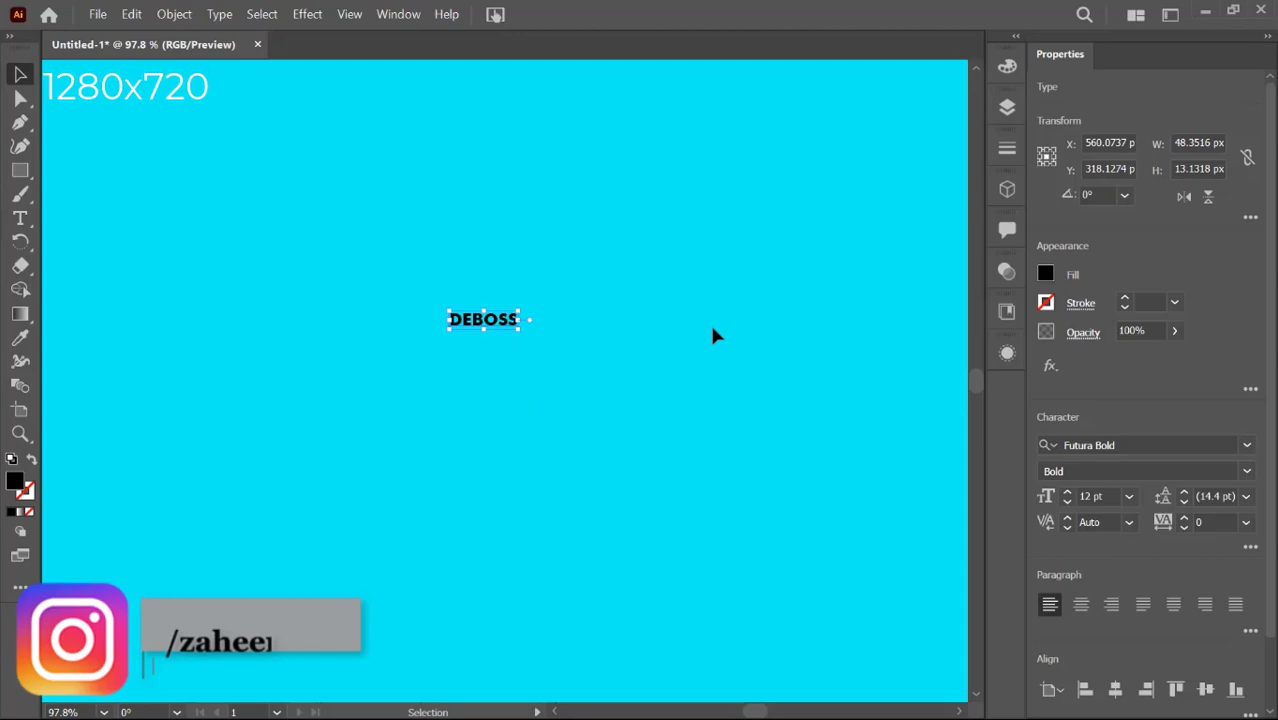 Ai File Edit Object Type Select Effect View Window Help
Untitled-1* @ 97.8 % (RGB/Preview)
1280x720
DEBOSS
Properties
Type
Transform
X: 560.0737 p W: 48.3516 px
Y: 318.1274 p H: 13.1318 px
0°
Appearance
Fill
Stroke
Opacity 100%
fx.
Character
Futura Bold
Bold
12 pt (14.4 pt)
Auto 0
Paragraph
Align
/zaheer
97.8% 0° 1 Selection